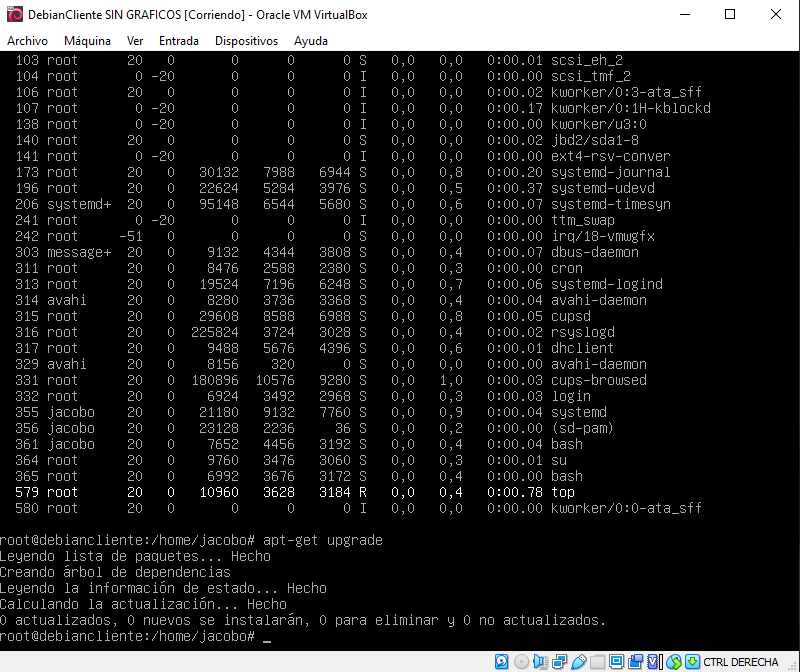 DebianCliente SIN GRAFICOS [Corriendo] - Oracle VM VirtualBox
Archivo Máquina Ver Entrada Dispositivos Ayuda
103 root 20 0 0 0 0 S 0,0 0,0 0:00.01 scsi_eh_2
104 root 0 -20 0 0 0 I 0,0 0,0 0:00.00 scsi_tmf_2
106 root 20 0 0 0 0 I 0,0 0,0 0:00.02 kworker/0:3-ata_sff
107 root 0 -20 0 0 0 I 0,0 0,0 0:00.17 kworker/0:1H-kblockd
138 root 0 -20 0 0 0 I 0,0 0,0 0:00.00 kworker/u3:0
140 root 20 0 0 0 0 S 0,0 0,0 0:00.02 jbd2/sda1-8
141 root 0 -20 0 0 0 I 0,0 0,0 0:00.00 ext4-rsv-conver
173 root 20 0 30132 7988 6944 S 0,0 0,8 0:00.20 systemd-journal
196 root 20 0 22624 5284 3976 S 0,0 0,5 0:00.37 systemd-udevd
206 systemd+ 20 0 95148 6544 5680 S 0,0 0,6 0:00.07 systemd-timesyn
241 root 0 -20 0 0 0 I 0,0 0,0 0:00.00 ttm_swap
242 root -51 0 0 0 0 S 0,0 0,0 0:00.00 irq/18-vmwgfx
303 message+ 20 0 9132 4344 3808 S 0,0 0,4 0:00.07 dbus-daemon
311 root 20 0 8476 2588 2380 S 0,0 0,3 0:00.00 cron
313 root 20 0 19524 7196 6248 S 0,0 0,7 0:00.06 systemd-logind
314 avahi 20 0 8280 3736 3368 S 0,0 0,4 0:00.04 avahi-daemon
315 root 20 0 29608 8588 6988 S 0,0 0,8 0:00.05 cupsd
316 root 20 0 225824 3724 3028 S 0,0 0,4 0:00.02 rsyslogd
317 root 20 0 9488 5676 4396 S 0,0 0,6 0:00.01 dhclient
329 avahi 20 0 8156 320 0 S 0,0 0,0 0:00.00 avahi-daemon
331 root 20 0 180896 10576 9280 S 0,0 1,0 0:00.03 cups-browsed
332 root 20 0 6924 3492 2968 S 0,0 0,3 0:00.03 login
355 jacobo 20 0 21180 9132 7760 S 0,0 0,9 0:00.04 systemd
356 jacobo 20 0 23128 2236 36 S 0,0 0,2 0:00.00 (sd-pam)
361 jacobo 20 0 7652 4456 3192 S 0,0 0,4 0:00.04 bash
364 root 20 0 9760 3476 3060 S 0,0 0,3 0:00.01 su
365 root 20 0 6992 3676 3172 S 0,0 0,4 0:00.00 bash
579 root 20 0 10960 3628 3184 R 0,0 0,4 0:00.78 top
580 root 20 0 0 0 0 I 0,0 0,0 0:00.00 kworker/0:0-ata_sff
root@debiancliente:/home/jacobo# apt-get upgrade
Leyendo lista de paquetes... Hecho
Creando árbol de dependencias
Leyendo la información de estado... Hecho
Calculando la actualización... Hecho
0 actualizados, 0 nuevos se instalarán, 0 para eliminar y 0 no actualizados.
root@debiancliente:/home/jacobo# _
CTRL DERECHA